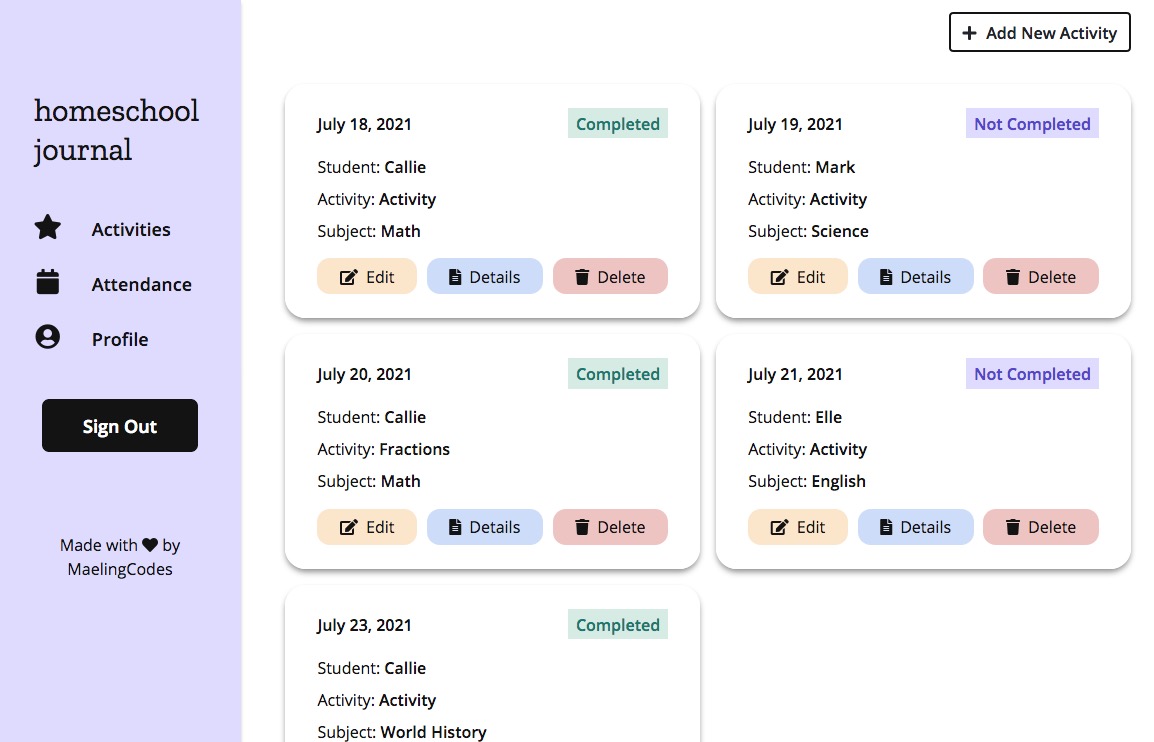 + Add New Activity
homeschool
journal
Activities
Attendance
Profile
Sign Out
Made with ♥ by
MaelingCodes
July 18, 2021 Completed
Student: Callie
Activity: Activity
Subject: Math
Edit Details Delete
July 19, 2021 Not Completed
Student: Mark
Activity: Activity
Subject: Science
Edit Details Delete
July 20, 2021 Completed
Student: Callie
Activity: Fractions
Subject: Math
Edit Details Delete
July 21, 2021 Not Completed
Student: Elle
Activity: Activity
Subject: English
Edit Details Delete
July 23, 2021 Completed
Student: Callie
Activity: Activity
Subject: World History